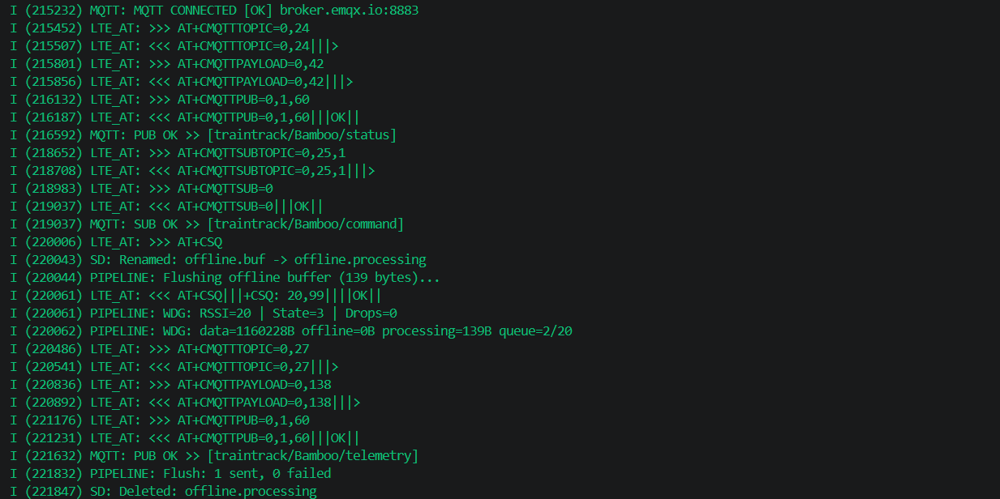 I (215232) MQTT: MQTT CONNECTED [OK] broker.emqx.io:8883
I (215452) LTE_AT: >>> AT+CMQTTTOPIC=0,24
I (215507) LTE_AT: <<< AT+CMQTTTOPIC=0,24|||>
I (215801) LTE_AT: >>> AT+CMQTTPAYLOAD=0,42
I (215856) LTE_AT: <<< AT+CMQTTPAYLOAD=0,42|||>
I (216132) LTE_AT: >>> AT+CMQTTPUB=0,1,60
I (216187) LTE_AT: <<< AT+CMQTTPUB=0,1,60|||OK||
I (216592) MQTT: PUB OK >> [traintrack/Bamboo/status]
I (218652) LTE_AT: >>> AT+CMQTTSUBTOPIC=0,25,1
I (218708) LTE_AT: <<< AT+CMQTTSUBTOPIC=0,25,1|||>
I (218983) LTE_AT: >>> AT+CMQTTSUB=0
I (219037) LTE_AT: <<< AT+CMQTTSUB=0|||OK||
I (219037) MQTT: SUB OK >> [traintrack/Bamboo/command]
I (220006) LTE_AT: >>> AT+CSQ
I (220043) SD: Renamed: offline.buf -> offline.processing
I (220044) PIPELINE: Flushing offline buffer (139 bytes)...
I (220061) LTE_AT: <<< AT+CSQ|||+CSQ: 20,99||||OK||
I (220061) PIPELINE: WDG: RSSI=20 | State=3 | Drops=0
I (220062) PIPELINE: WDG: data=1160228B offline=0B processing=139B queue=2/20
I (220486) LTE_AT: >>> AT+CMQTTTOPIC=0,27
I (220541) LTE_AT: <<< AT+CMQTTTOPIC=0,27|||>
I (220836) LTE_AT: >>> AT+CMQTTPAYLOAD=0,138
I (220892) LTE_AT: <<< AT+CMQTTPAYLOAD=0,138|||>
I (221176) LTE_AT: >>> AT+CMQTTPUB=0,1,60
I (221231) LTE_AT: <<< AT+CMQTTPUB=0,1,60|||OK||
I (221632) MQTT: PUB OK >> [traintrack/Bamboo/telemetry]
I (221832) PIPELINE: Flush: 1 sent, 0 failed
I (221847) SD: Deleted: offline.processing